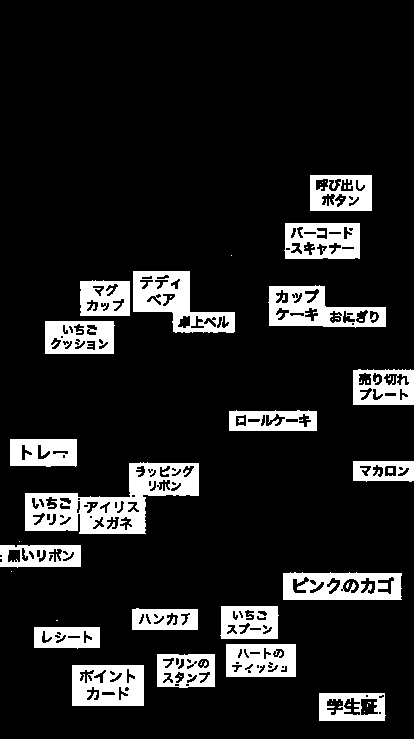 呼び出し
ボタン
バーコード
スキャナー
テディ
ベア
マグ
カップ
カップ
ケーキ
おにぎり
卓上ベル
いちご
クッション
売り切れ
プレート
ロールケーキ
トレー
ラッピング
リボン
マカロン
いちご
プリン
アイリス
メガネ
黒いリボン
ピンクのカゴ
いちご
スプーン
ハンカチ
レシート
ハートの
ティッシュ
プリンの
スタンプ
ポイント
カード
学生証